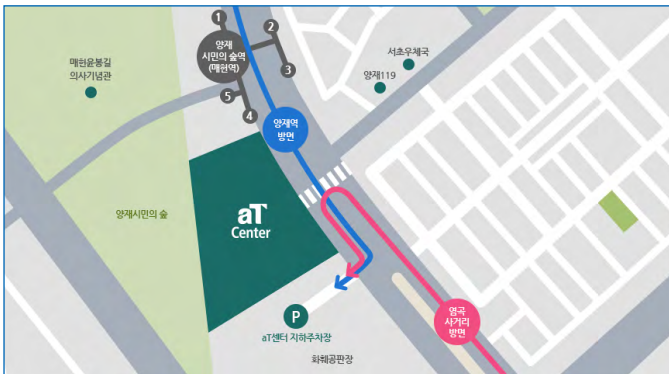 1
2
양재
시민의 숲역
(매헌역)
3
5
4
매헌윤봉길
의사기념관
서초우체국
양재119
양재역
방면
양재시민의 숲
aT
Center
P
aT센터 지하주차장
염곡
사거리
방면
화훼공판장